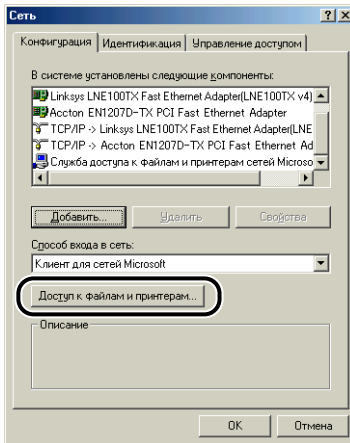 Сеть
Конфигурация Идентификация Управление доступом
В системе установлены следующие компоненты:
Linksys LNE100TX Fast Ethernet Adapter(LNE100TX v4)
Accton EN1207D-TX PCI Fast Ethernet Adapter
TCP/IP -> Linksys LNE100TX Fast Ethernet Adapter(LNE
TCP/IP -> Accton EN1207D-TX PCI Fast Ethernet Ad
Служба доступа к файлам и принтерам сетей Microso
Добавить... Удалить Свойства
Способ входа в сеть:
Клиент для сетей Microsoft
Доступ к файлам и принтерам...
Описание
OK Отмена